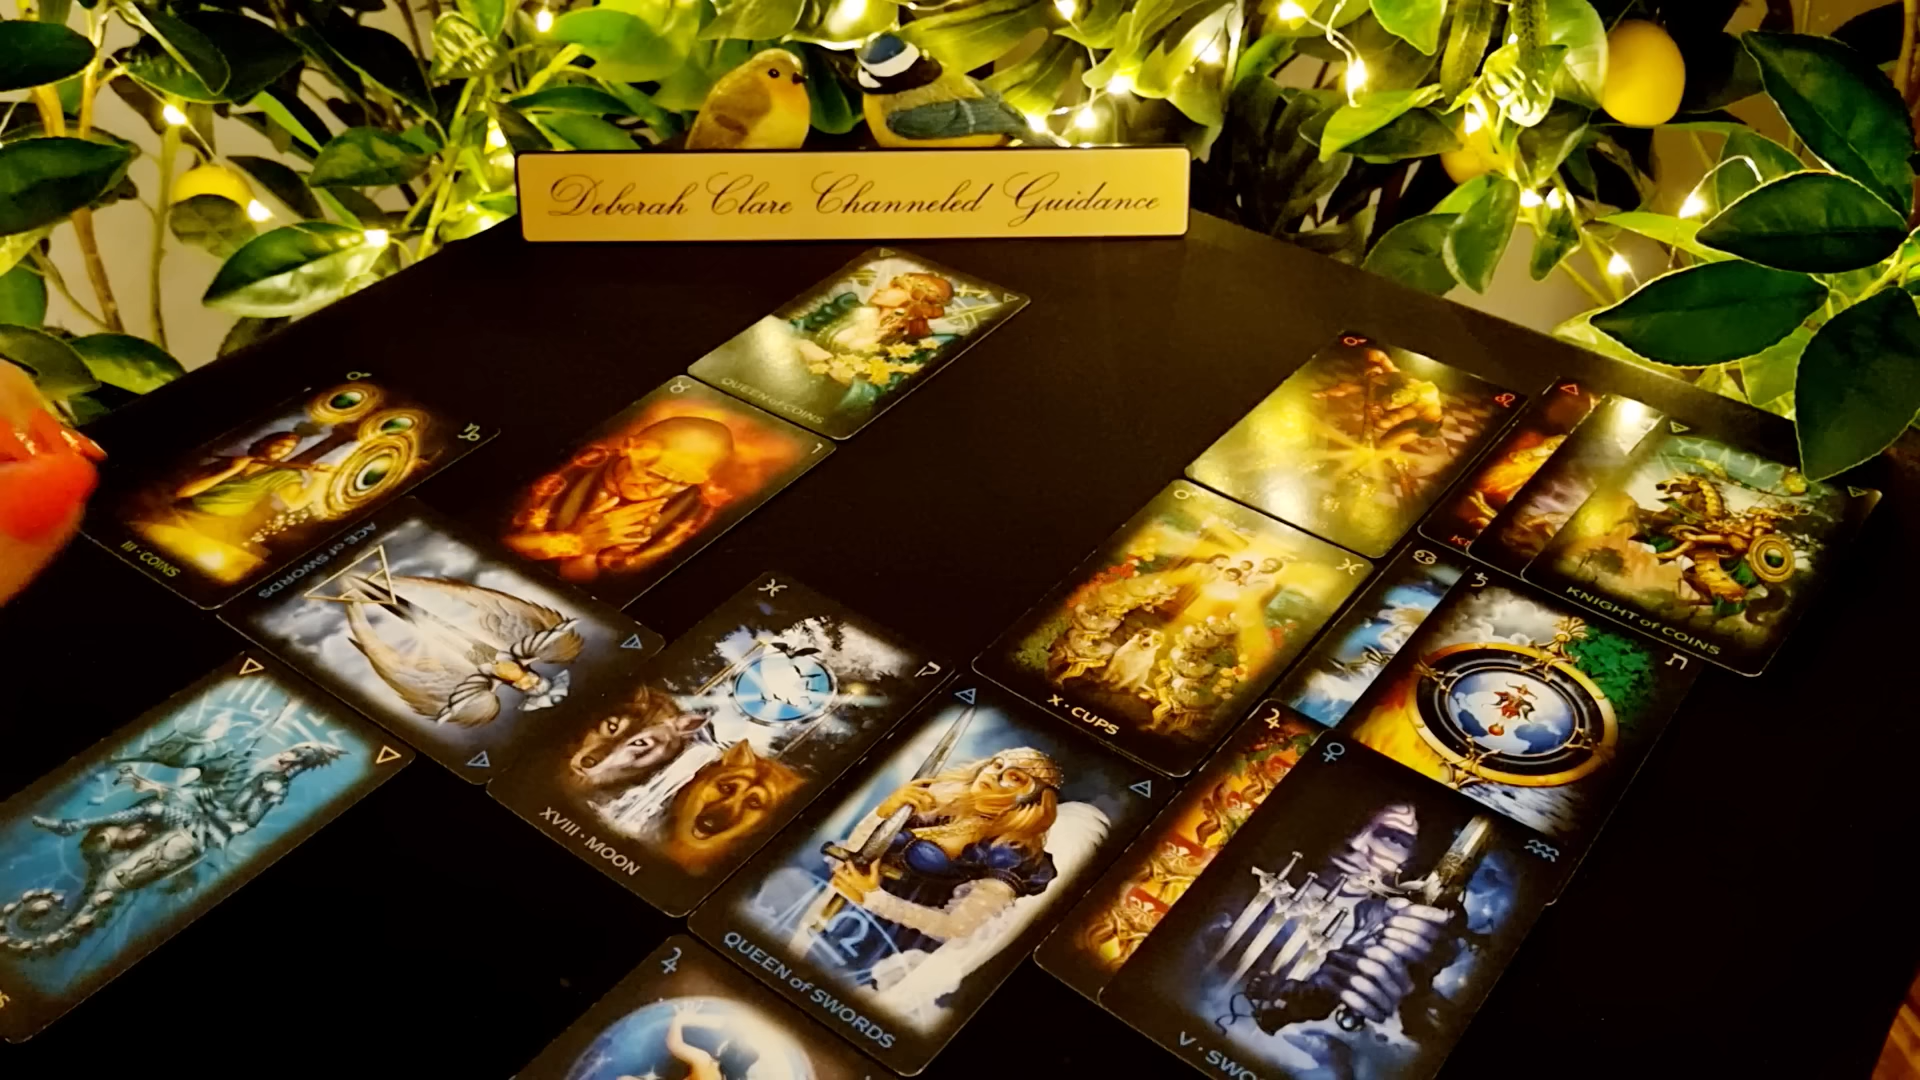 Deborah Clare Channeled Guidance
QUEEN of COINS
III • COINS
ACE of SWORDS
KNIGHT of COINS
X • CUPS
XVIII • MOON
QUEEN of SWORDS
V • SWO